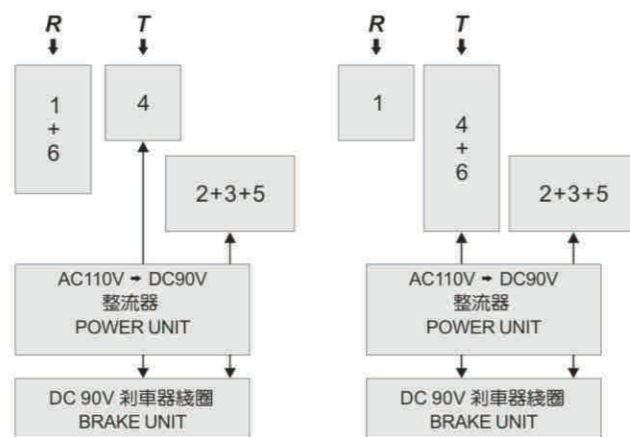 R T
1
+
6
4
2+3+5
AC110V → DC90V
整流器
POWER UNIT
DC 90V 剎車器綫圈
BRAKE UNIT
R T
1
4
+
6
2+3+5
AC110V → DC90V
整流器
POWER UNIT
DC 90V 剎車器綫圈
BRAKE UNIT